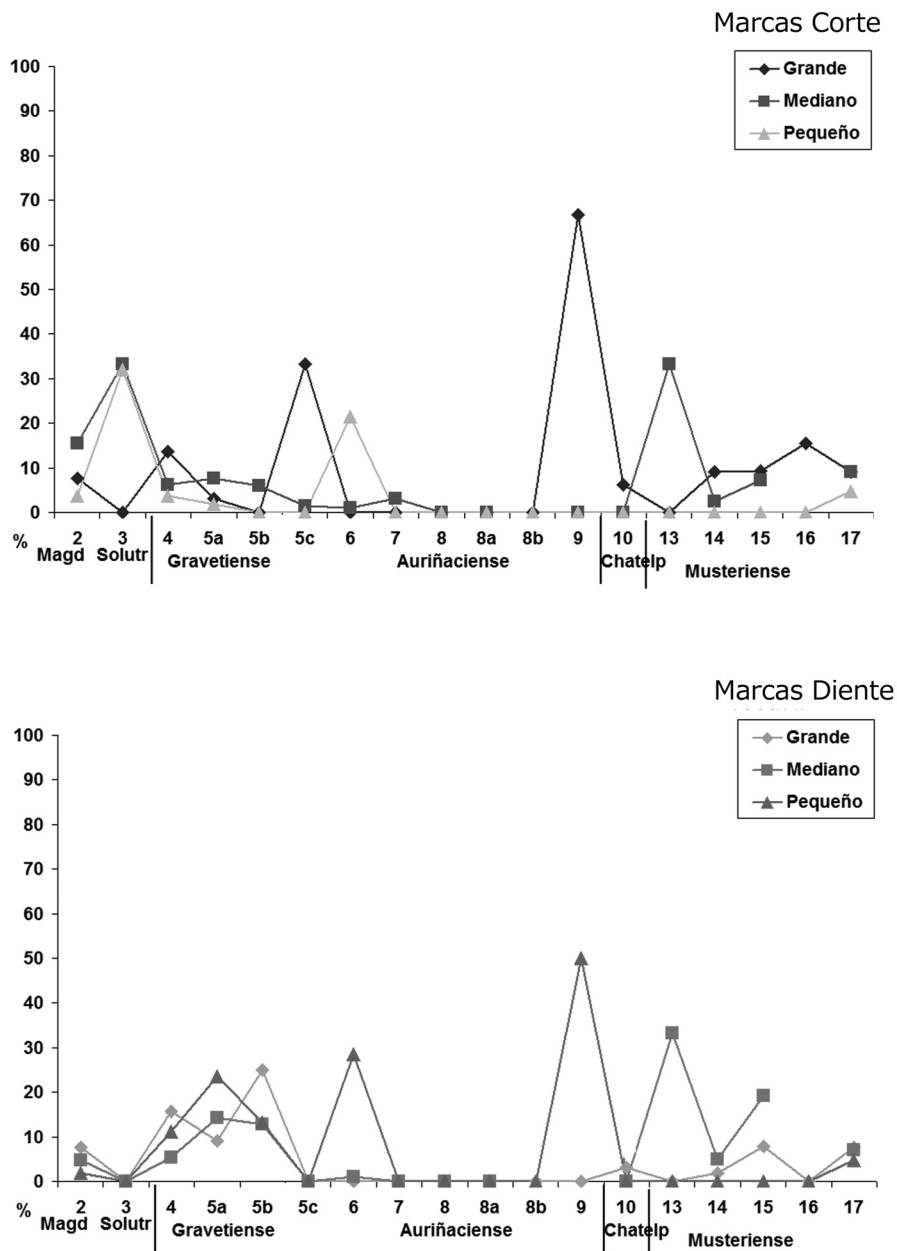 Marcas Corte
Grande
Mediano
Pequeño
100
90
80
70
60
50
40
30
20
10
0
% 2 3 4 5a 5b 5c 6 7 8 8a 8b 9 10 13 14 15 16 17
Magd Solutr Gravetiense Auriñaciense Chatelp Musteriense
Marcas Diente
Grande
Mediano
Pequeño
100
90
80
70
60
50
40
30
20
10
0
% 2 3 4 5a 5b 5c 6 7 8 8a 8b 9 10 13 14 15 16 17
Magd Solutr Gravetiense Auriñaciense Chatelp Musteriense